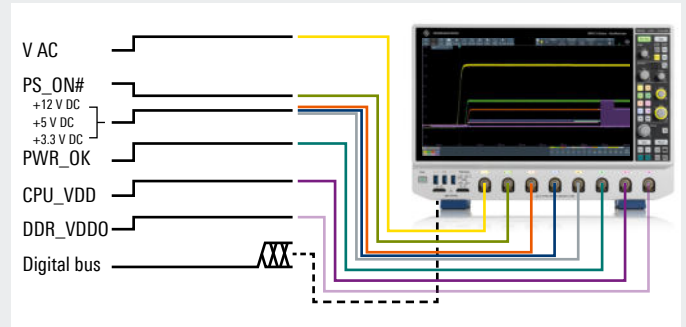 V AC
PS_ON#
+12 V DC
+5 V DC
+3.3 V DC
PWR_OK
CPU_VDD
DDR_VDDO
Digital bus